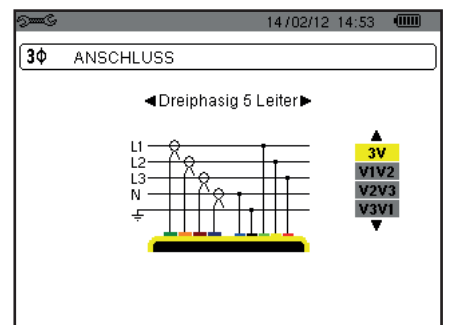 14/02/12 14:53
3Φ ANSCHLUSS
◄Dreiphasig 5 Leiter►
L1
L2
L3
N
3V
V1V2
V2V3
V3V1